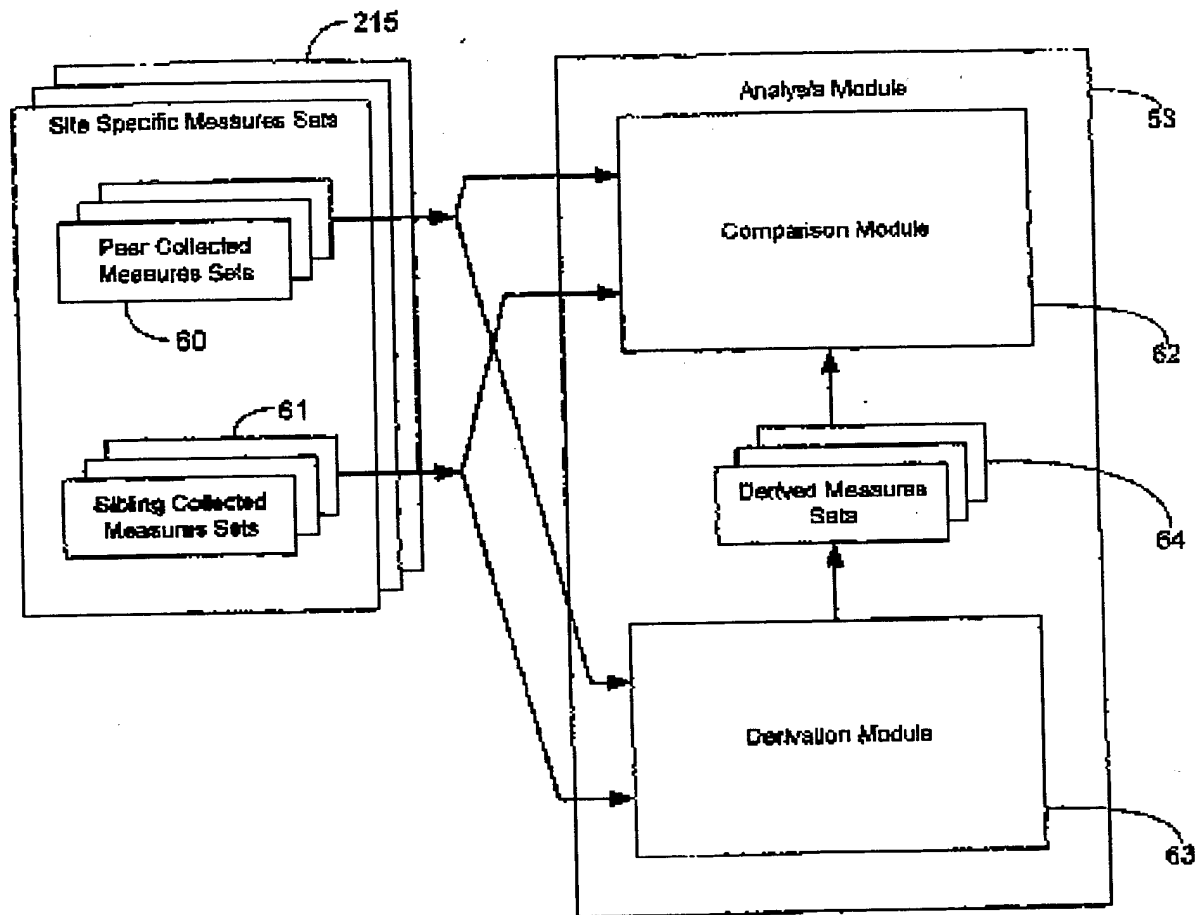 215
Site Specific Measures Sets
Peer Collected
Measures Sets
60
61
Sibling Collected
Measures Sets
Analysis Module
53
Comparison Module
62
Derived Measures
Sets
64
Derivation Module
63